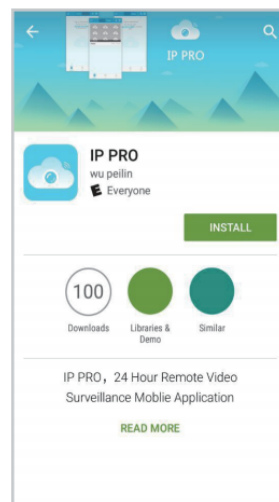 IP PRO
IP PRO
wu peilin
E Everyone
INSTALL
100
Downloads
Libraries &
Demo
Similar
IP PRO，24 Hour Remote Video
Surveillance Moblie Application
READ MORE